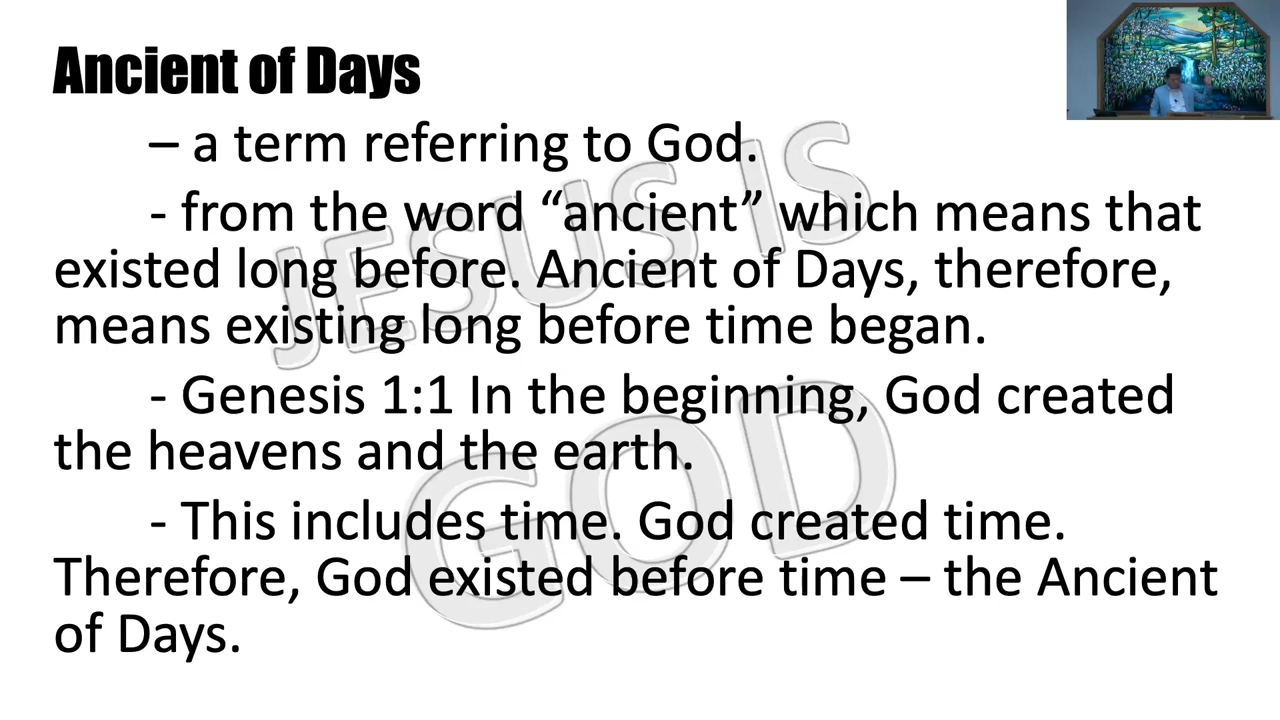 Ancient of Days
– a term referring to God.
- from the word “ancient” which means that
existed long before. Ancient of Days, therefore,
means existing long before time began.
- Genesis 1:1 In the beginning, God created
the heavens and the earth.
- This includes time. God created time.
Therefore, God existed before time – the Ancient
of Days.
JESUS IS
GOD